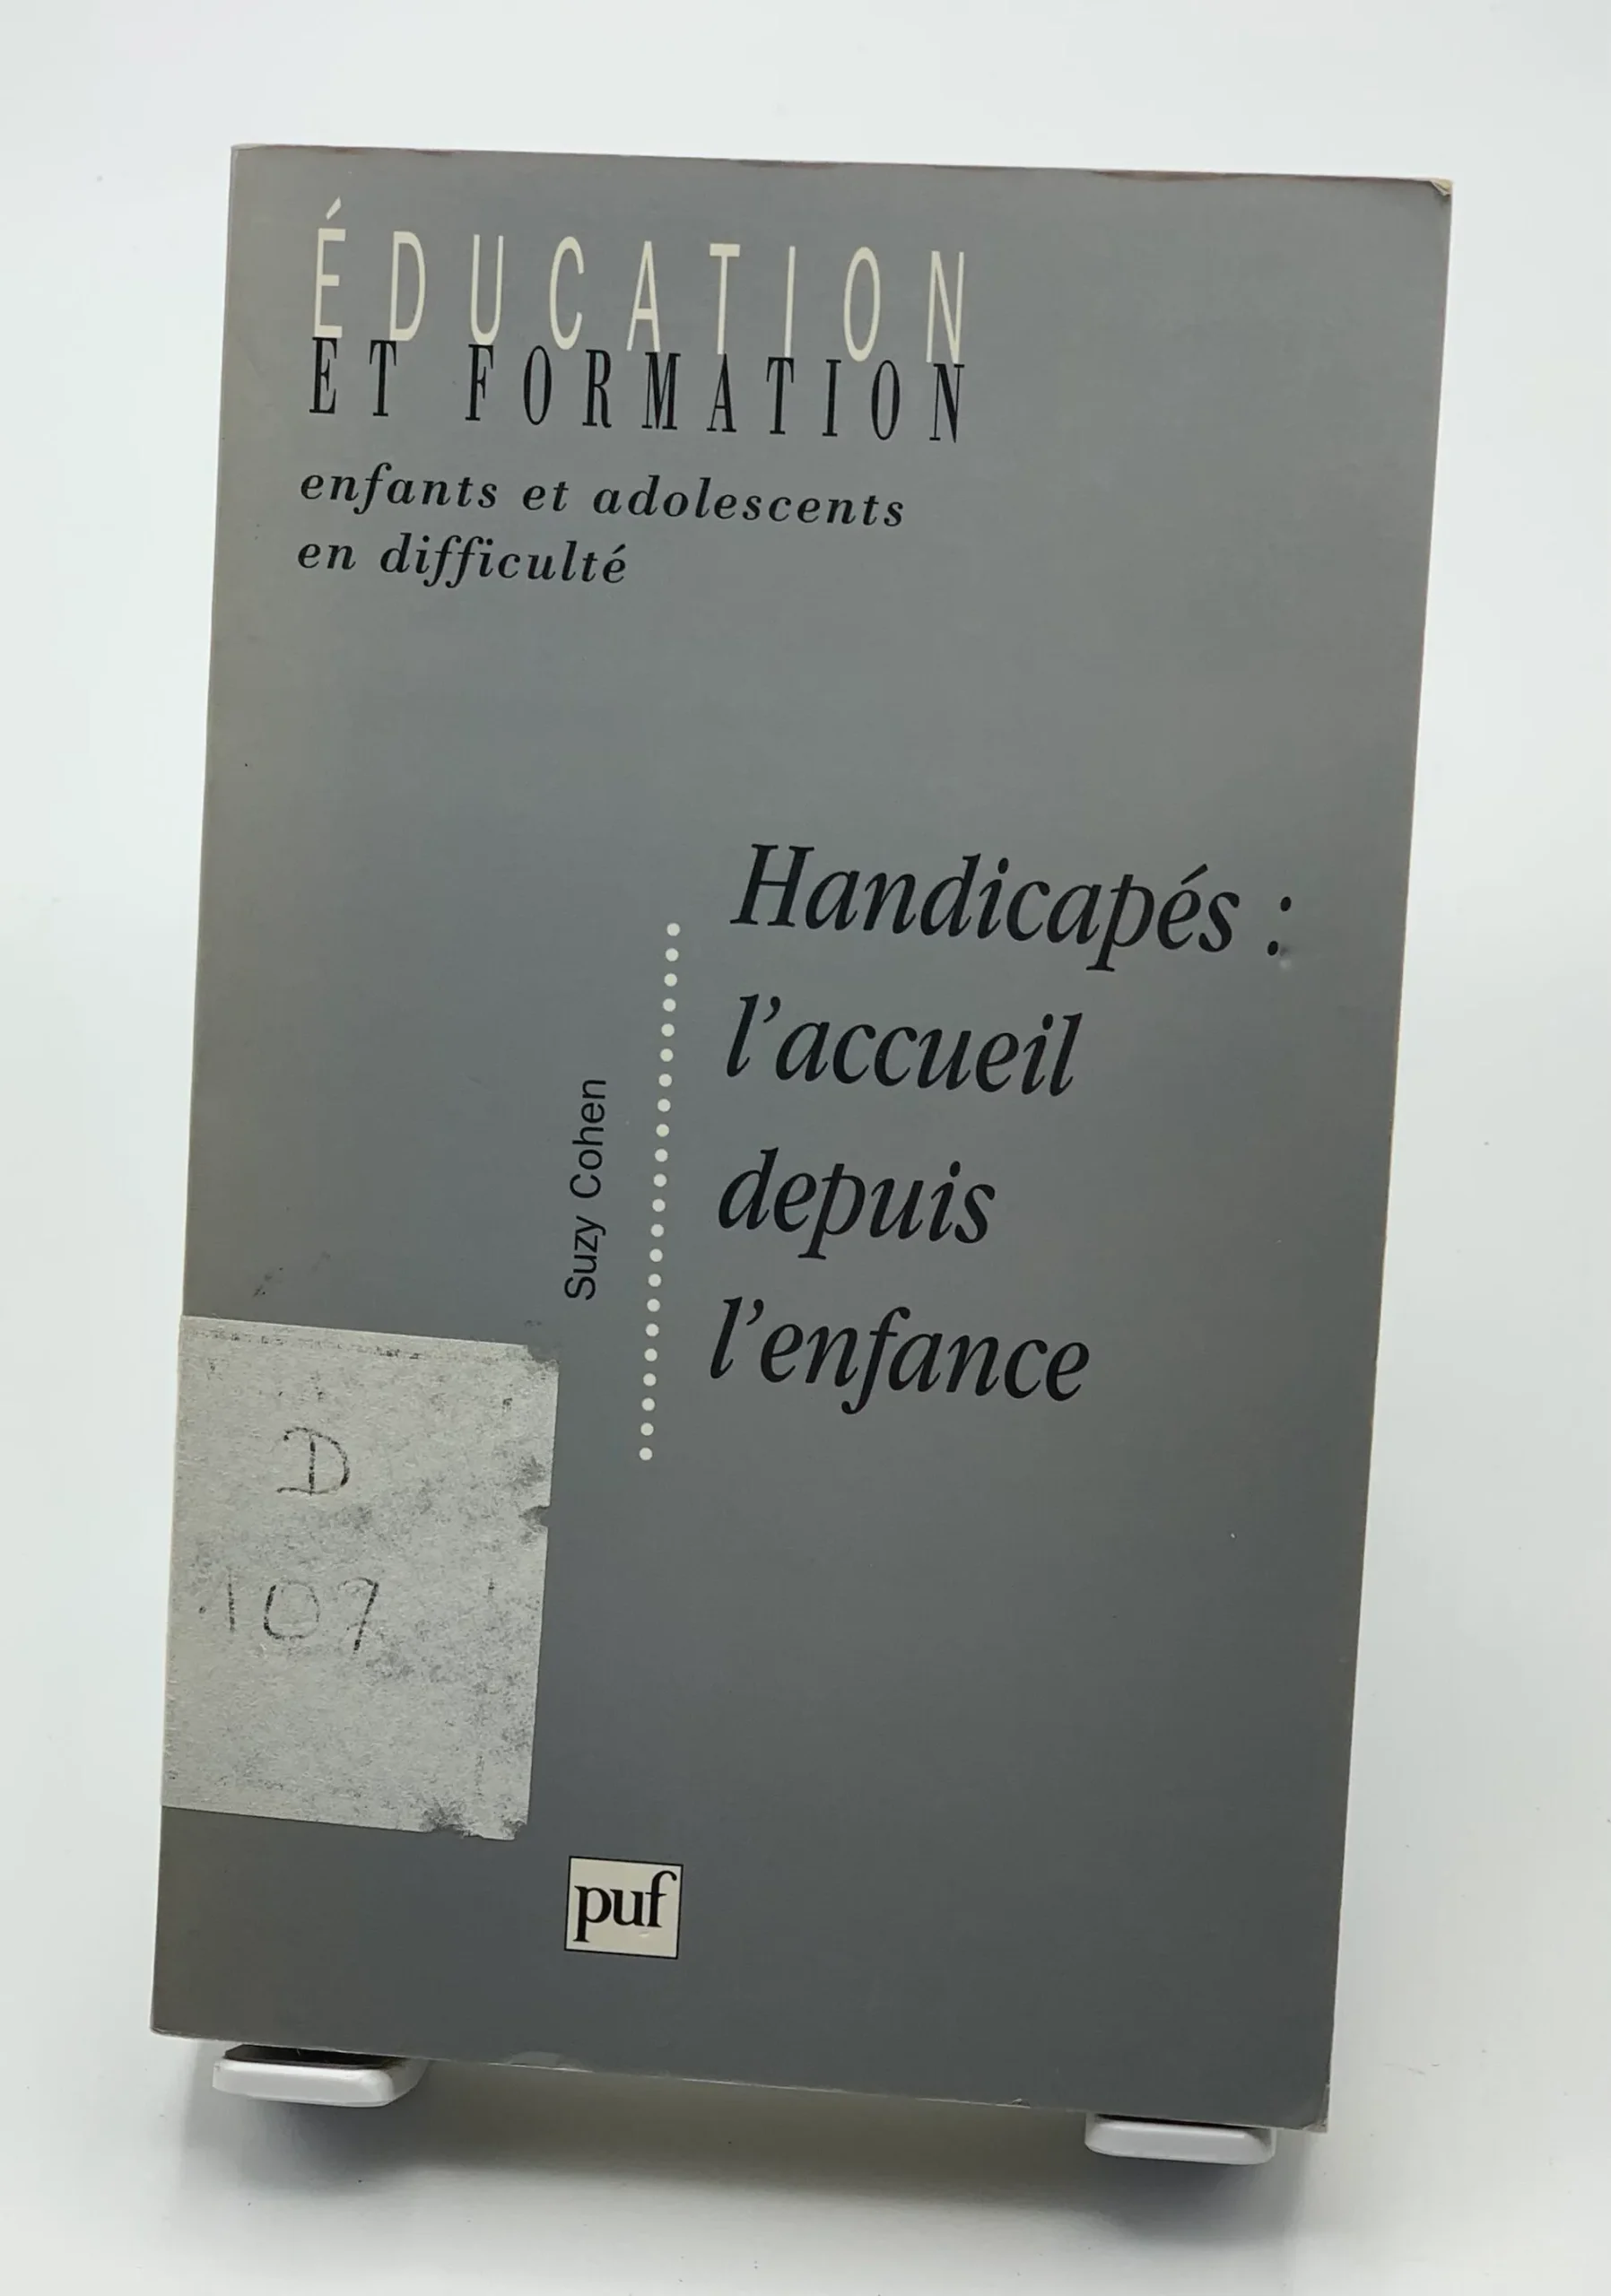 ÉDUCATION
ET FORMATION
enfants et adolescents
en difficulté
Handicapés :
l'accueil
depuis
l'enfance
Suzy Cohen
D
107
puf